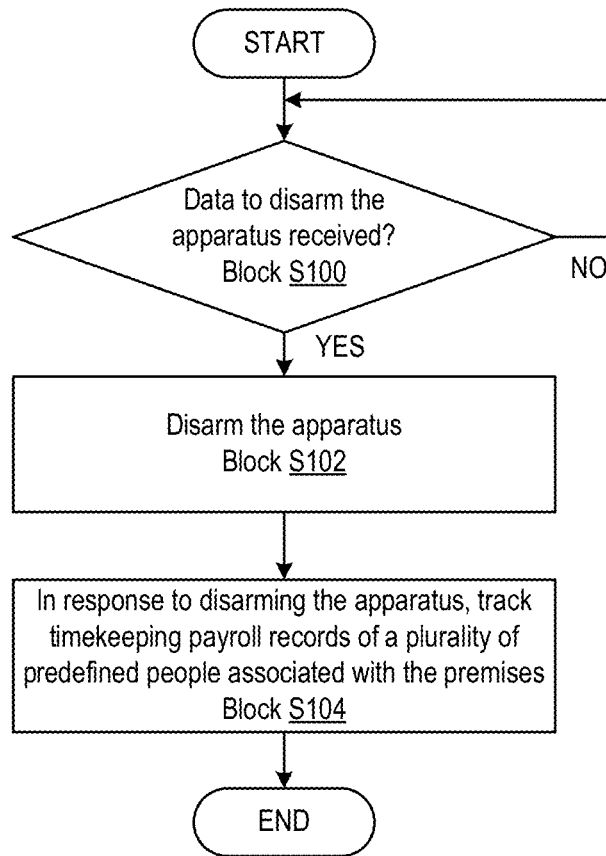 START
Data to disarm the
apparatus received?
Block S100
NO
YES
Disarm the apparatus
Block S102
In response to disarming the apparatus, track
timekeeping payroll records of a plurality of
predefined people associated with the premises
Block S104
END